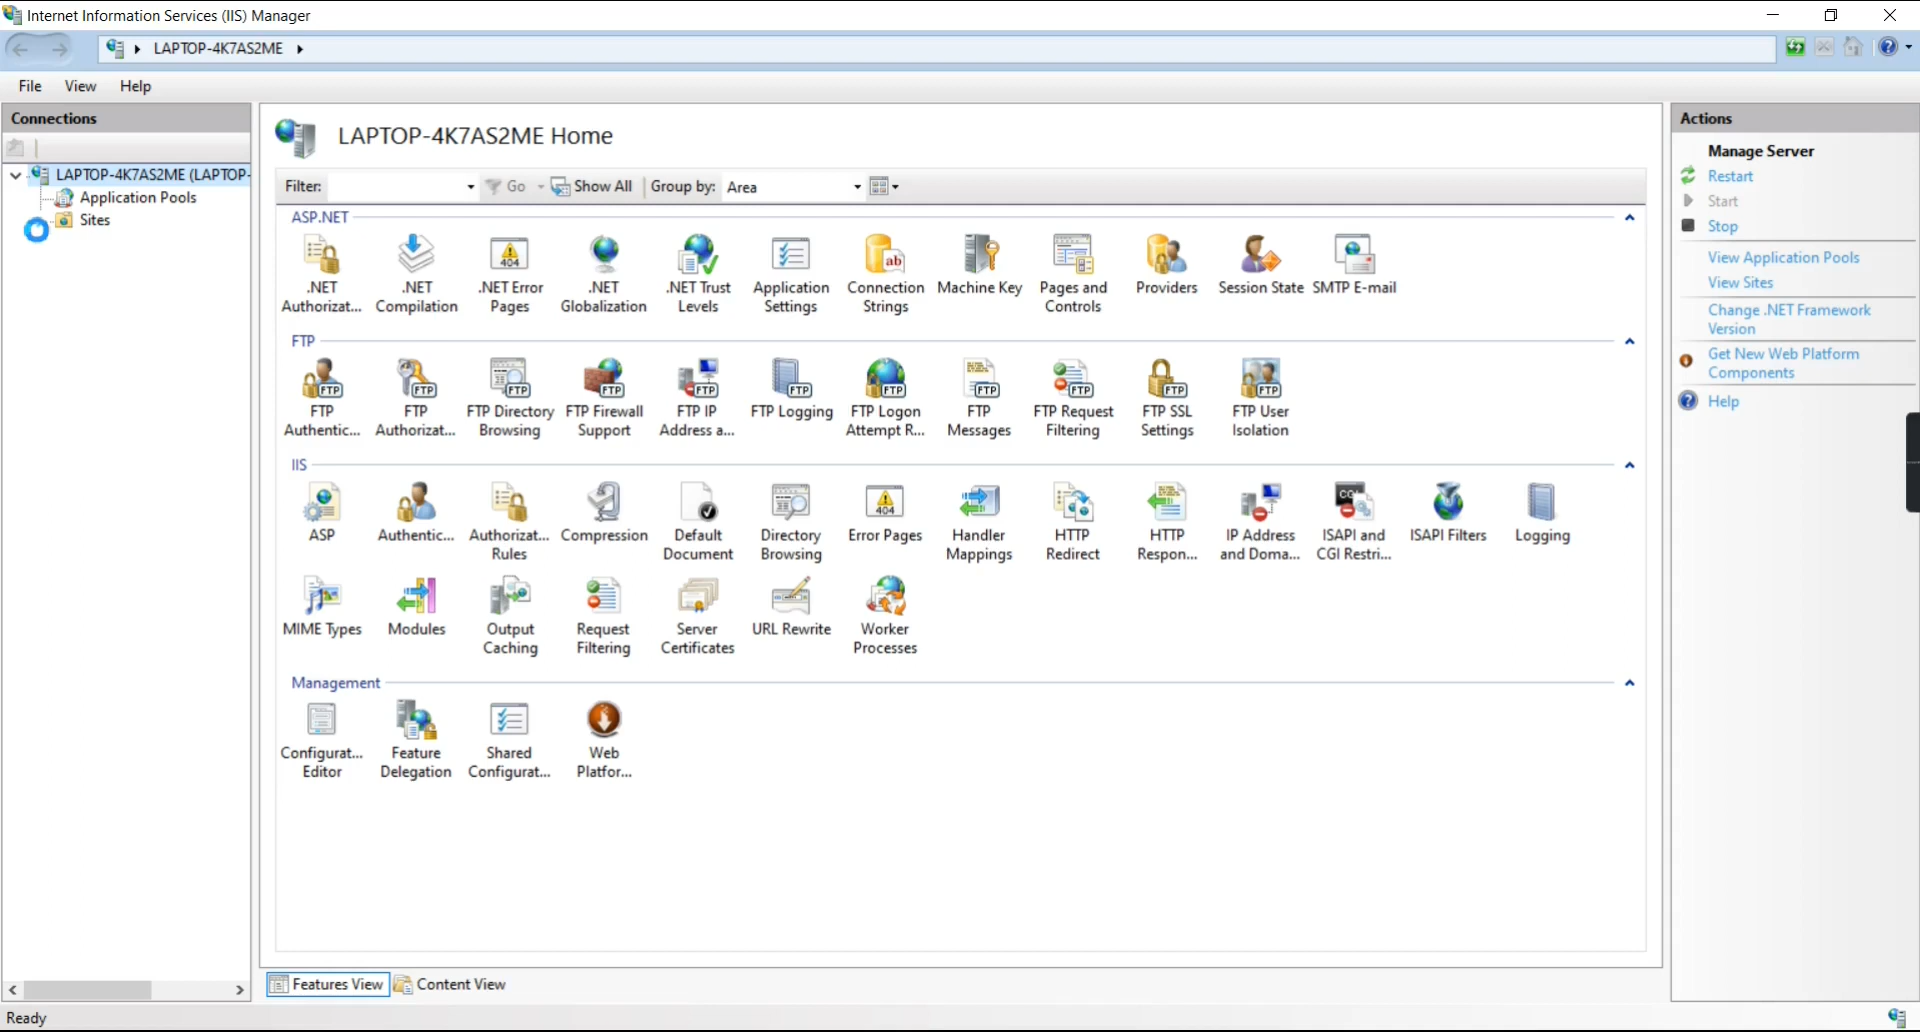 Internet Information Services (IIS) Manager
LAPTOP-4K7AS2ME
File View Help
Connections
LAPTOP-4K7AS2ME (LAPTOP-
Application Pools
Sites
LAPTOP-4K7AS2ME Home
Filter: Go Show All Group by: Area
ASP.NET
.NET Authorizat...
.NET Compilation
.NET Error Pages
.NET Globalization
.NET Trust Levels
Application Settings
Connection Strings
Machine Key
Pages and Controls
Providers
Session State
SMTP E-mail
FTP
FTP Authentic...
FTP Authorizat...
FTP Directory Browsing
FTP Firewall Support
FTP IP Address a...
FTP Logging
FTP Logon Attempt R...
FTP Messages
FTP Request Filtering
FTP SSL Settings
FTP User Isolation
IIS
ASP
Authentic...
Authorizat... Rules
Compression
Default Document
Directory Browsing
Error Pages
Handler Mappings
HTTP Redirect
HTTP Respon...
IP Address and Doma...
ISAPI and CGI Restri...
ISAPI Filters
Logging
MIME Types
Modules
Output Caching
Request Filtering
Server Certificates
URL Rewrite
Worker Processes
Management
Configurat... Editor
Feature Delegation
Shared Configurat...
Web Platfor...
Features View
Content View
Actions
Manage Server
Restart
Start
Stop
View Application Pools
View Sites
Change .NET Framework
Version
Get New Web Platform
Components
Help
Ready